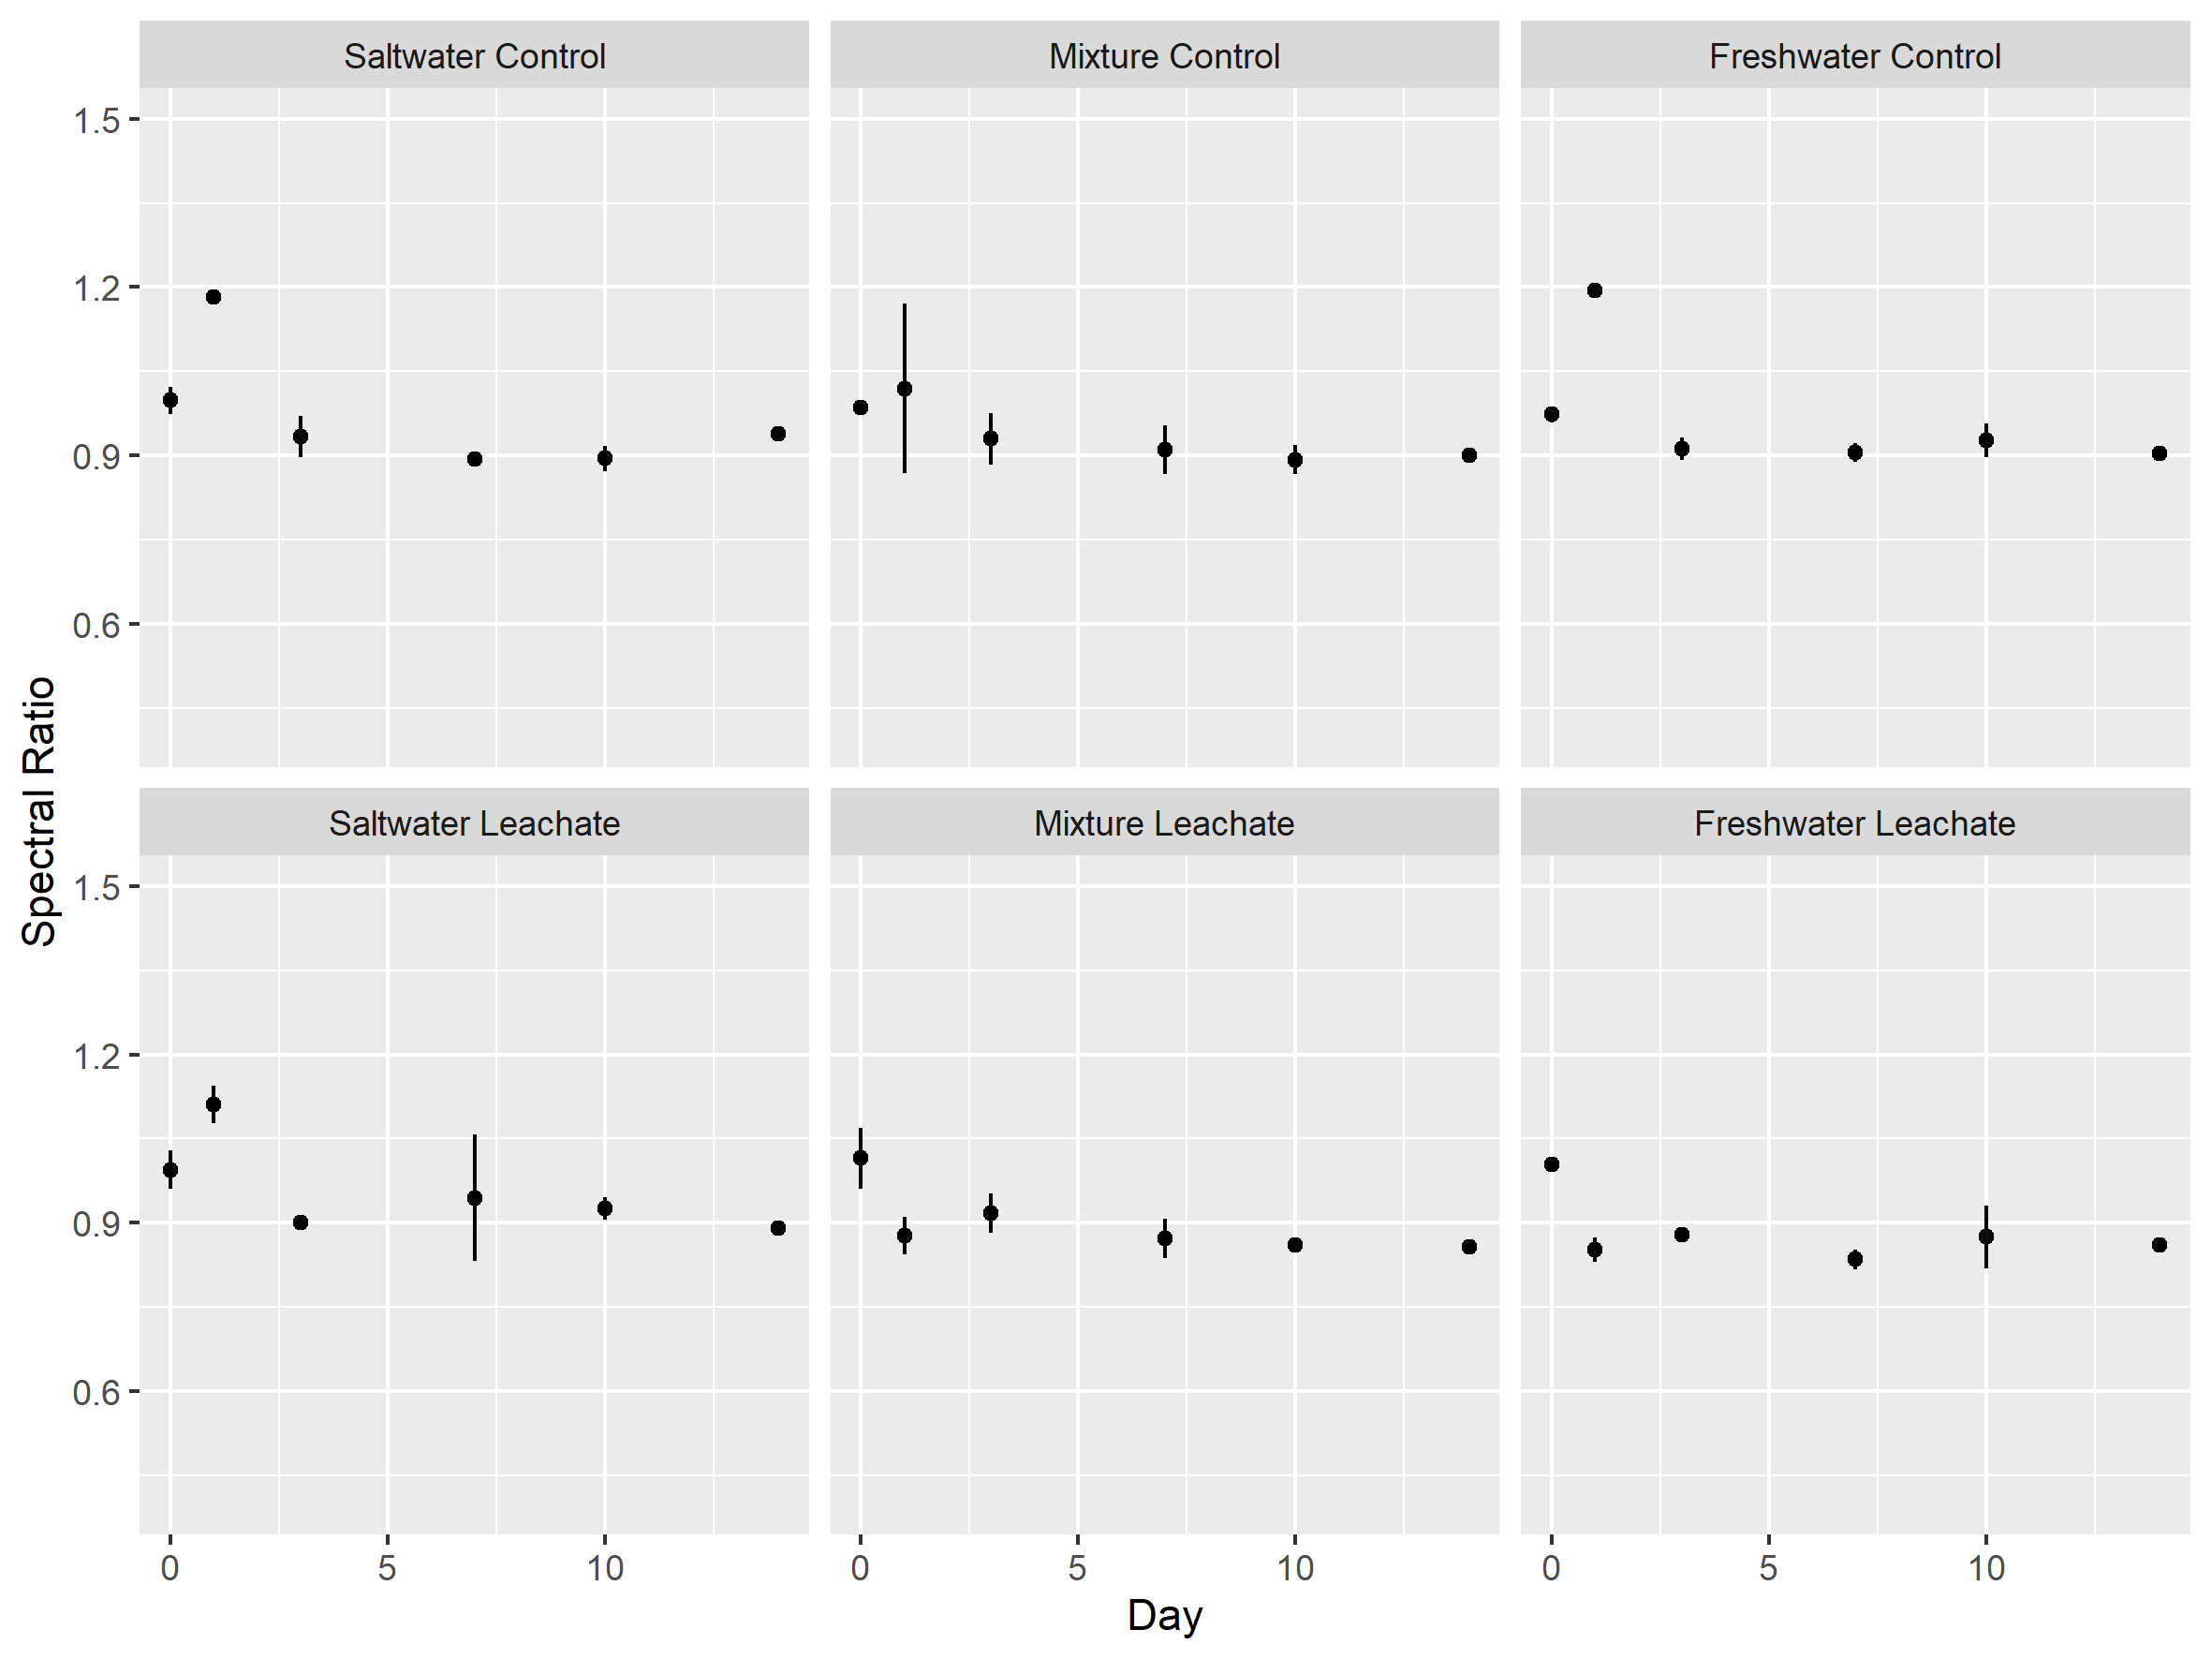 Saltwater Control
Mixture Control
Freshwater Control
1.5
1.2
0.9
0.6
Spectral Ratio
Saltwater Leachate
Mixture Leachate
Freshwater Leachate
1.5
1.2
0.9
0.6
0 5 10
0 5 10
0 5 10
Day